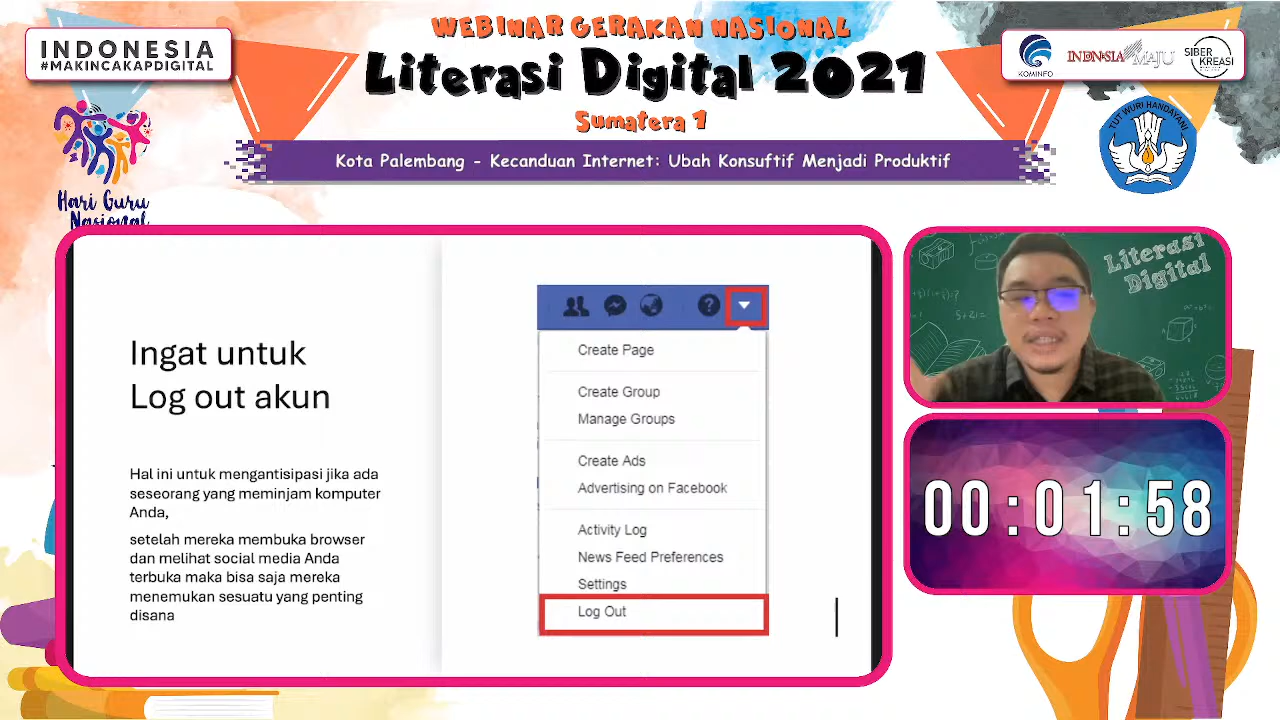 INDONESIA
#MAKINCAKAPDIGITAL
WEBINAR GERAKAN NASIONAL
Literasi Digital 2021
Sumatera 1
KOMINFO
INDONESIA MAJU
SIBER
KREASI
TUT WURI HANDAYANI
Hari Guru
Nasional
Kota Palembang - Kecanduan Internet: Ubah Konsuftif Menjadi Produktif
Ingat untuk
Log out akun
Hal ini untuk mengantisipasi jika ada
seseorang yang meminjam komputer
Anda,
setelah mereka membuka browser
dan melihat social media Anda
terbuka maka bisa saja mereka
menemukan sesuatu yang penting
disana
?
Create Page
Create Group
Manage Groups
Create Ads
Advertising on Facebook
Activity Log
News Feed Preferences
Settings
Log Out
Literasi
Digital
00:01:58